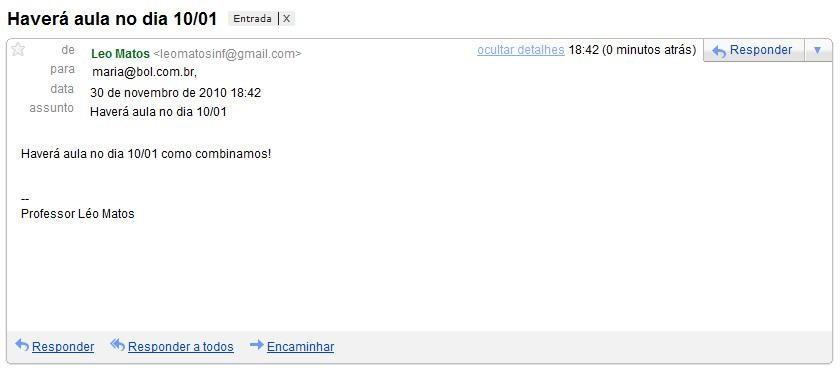 Haverá aula no dia 10/01 Entrada X
de Leo Matos <leomatosinf@gmail.com> ocultar detalhes 18:42 (0 minutos atrás) Responder
para maria@bol.com.br,
data 30 de novembro de 2010 18:42
assunto Haverá aula no dia 10/01
Haverá aula no dia 10/01 como combinamos!
--
Professor Léo Matos
Responder Responder a todos Encaminhar